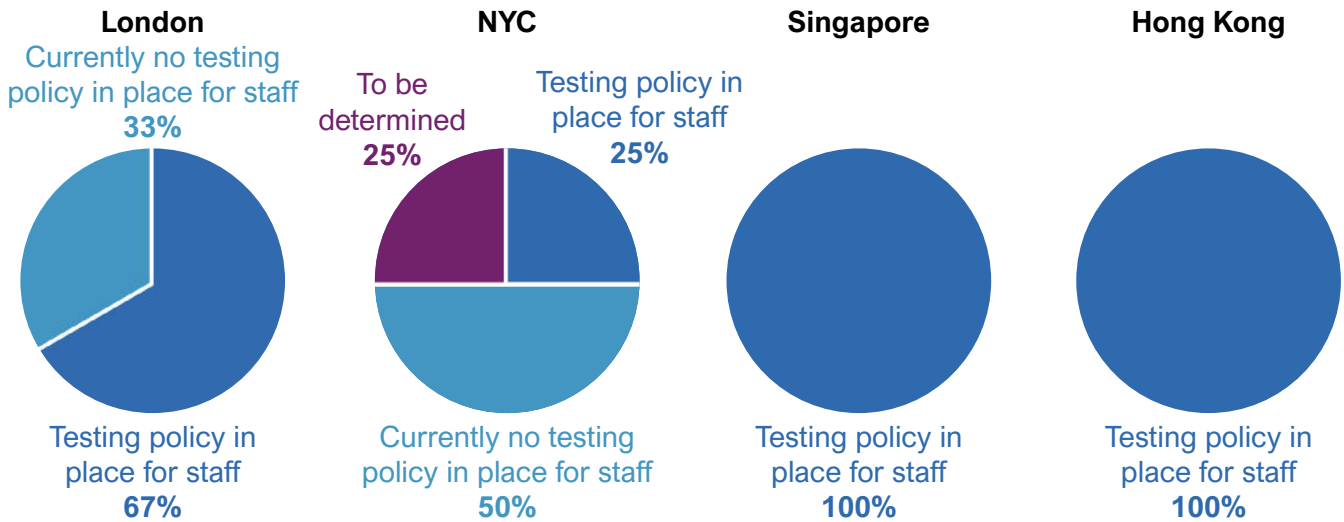 London
Currently no testing
policy in place for staff
33%
Testing policy in
place for staff
67%
NYC
To be
determined
25%
Testing policy in
place for staff
25%
Currently no testing
policy in place for staff
50%
Singapore
Testing policy in
place for staff
100%
Hong Kong
Testing policy in
place for staff
100%